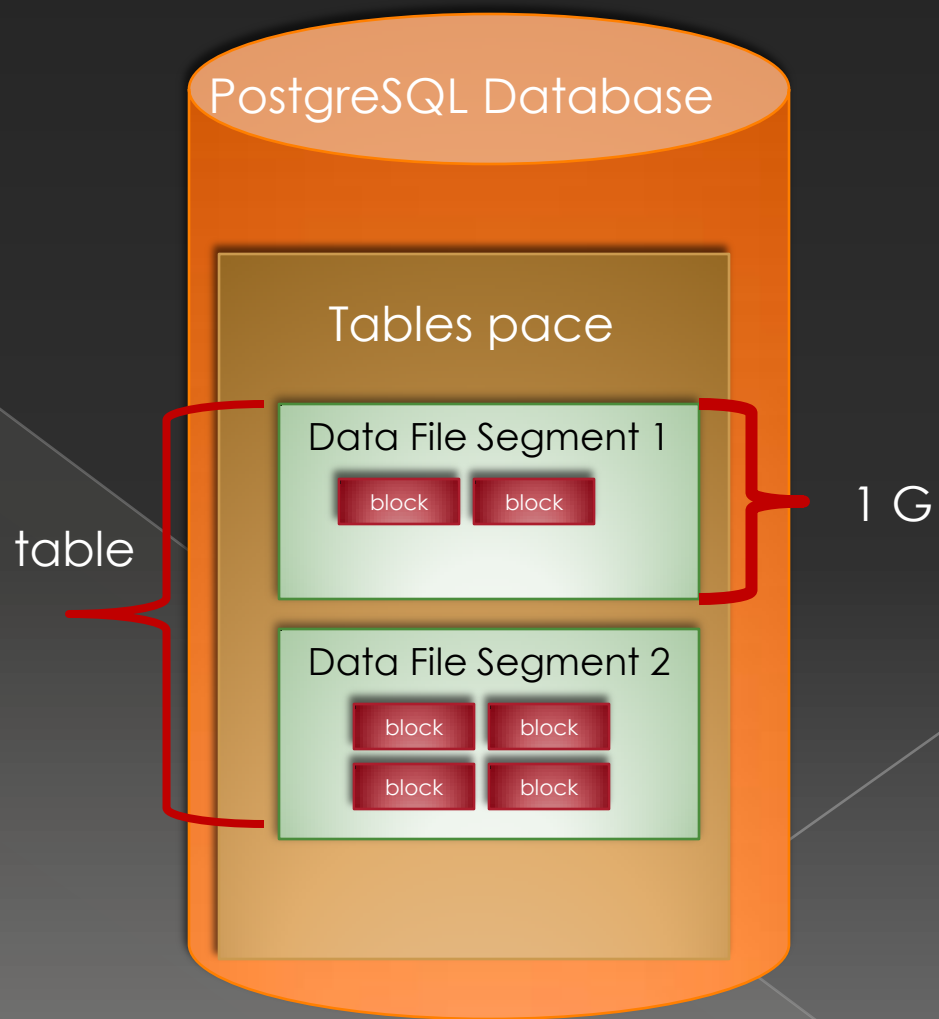 PostgreSQL Database
Tables pace
Data File Segment 1
block block
1 G
table
Data File Segment 2
block block
block block